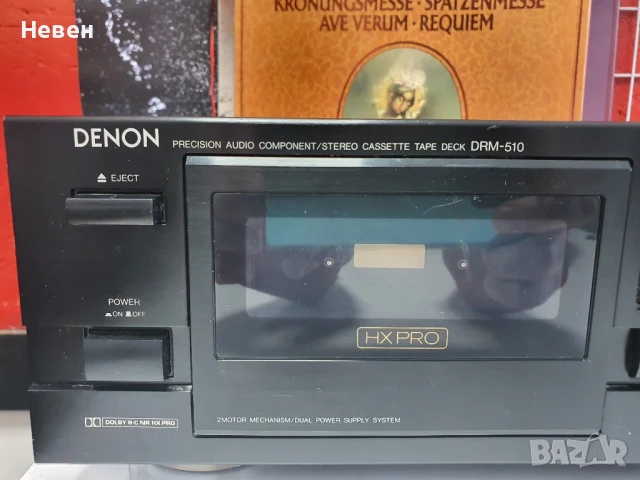 Невен
KRÖNUNGSMESSE · SPATZENMESSE
AVE VERUM · REQUIEM
DENON PRECISION AUDIO COMPONENT/STEREO CASSETTE TAPE DECK DRM-510
EJECT
POWER
ON OFF
HX PRO
DOLBY B·C NR HX PRO
2MOTOR MECHANISM/DUAL POWER SUPPLY SYSTEM
BAZAR